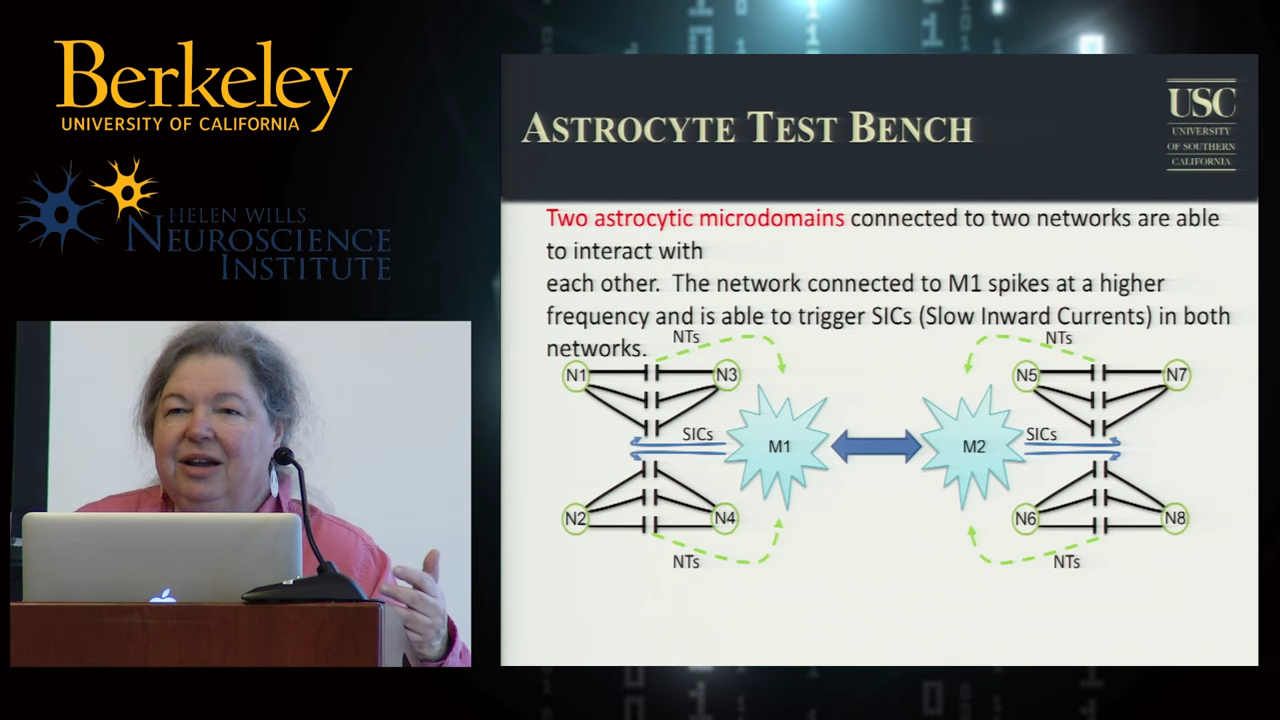 Berkeley
UNIVERSITY OF CALIFORNIA
HELEN WILLS
NEUROSCIENCE
INSTITUTE
ASTROCYTE TEST BENCH
USC
UNIVERSITY
OF SOUTHERN
CALIFORNIA
Two astrocytic microdomains connected to two networks are able
to interact with
each other. The network connected to M1 spikes at a higher
frequency and is able to trigger SICs (Slow Inward Currents) in both
networks.
NTs
NTs
N1
N3
N5
N7
SICs
M1
M2
SICs
N2
N4
N6
N8
NTs
NTs